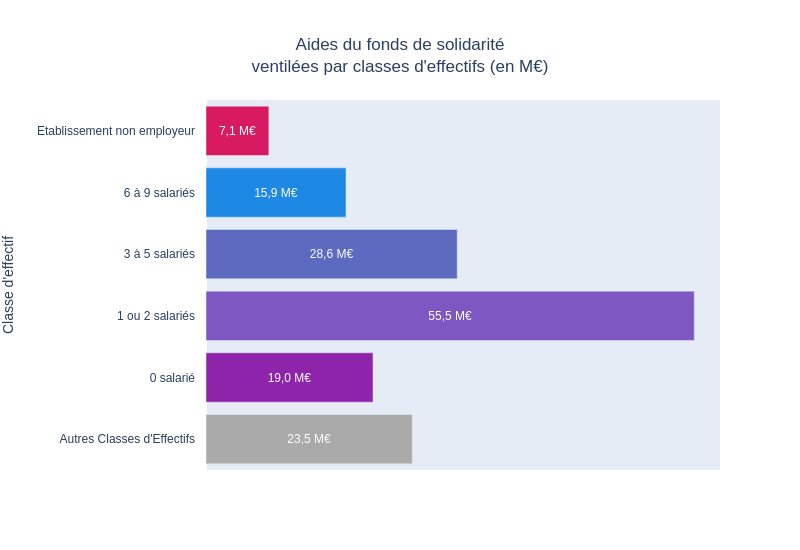 Aides du fonds de solidarité
ventilées par classes d'effectifs (en M€)
Classe d'effectif
Etablissement non employeur
7,1 M€
6 à 9 salariés
15,9 M€
3 à 5 salariés
28,6 M€
1 ou 2 salariés
55,5 M€
0 salarié
19,0 M€
Autres Classes d'Effectifs
23,5 M€